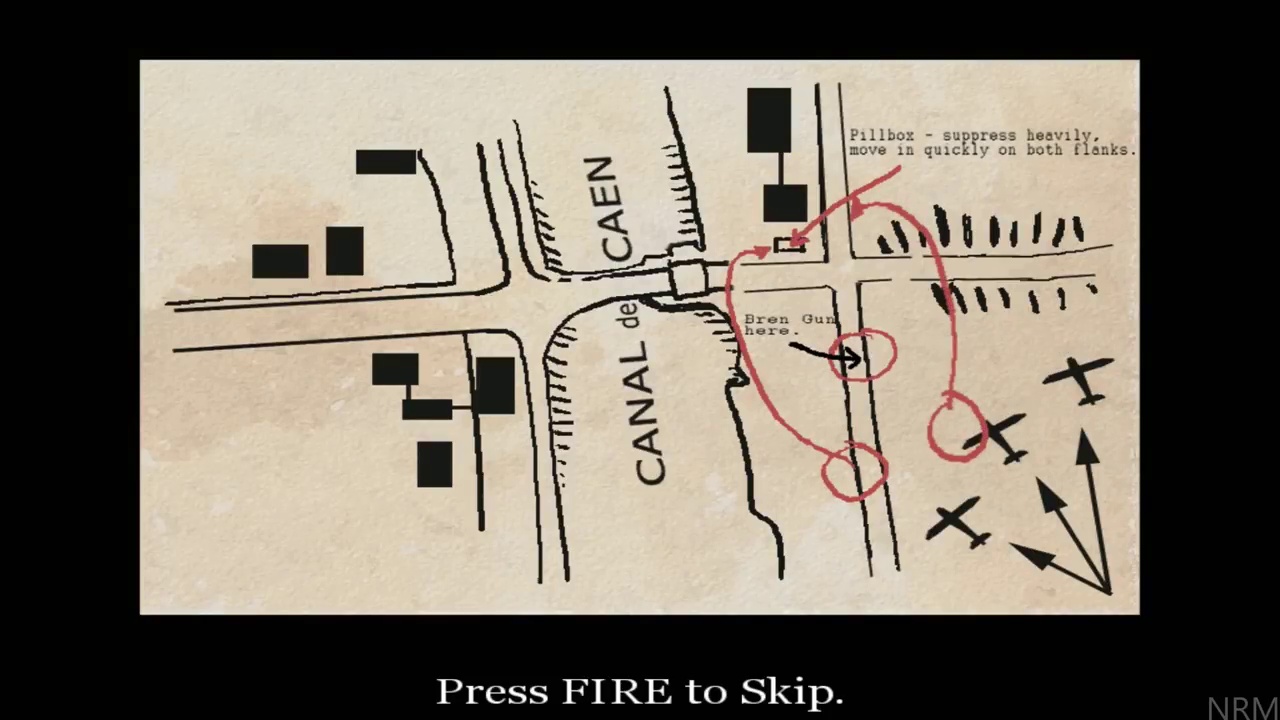 Pillbox - suppress heavily,
move in quickly on both flanks.
CANAL de CAEN
Bren Gun
here.
Press FIRE to Skip.
NRM